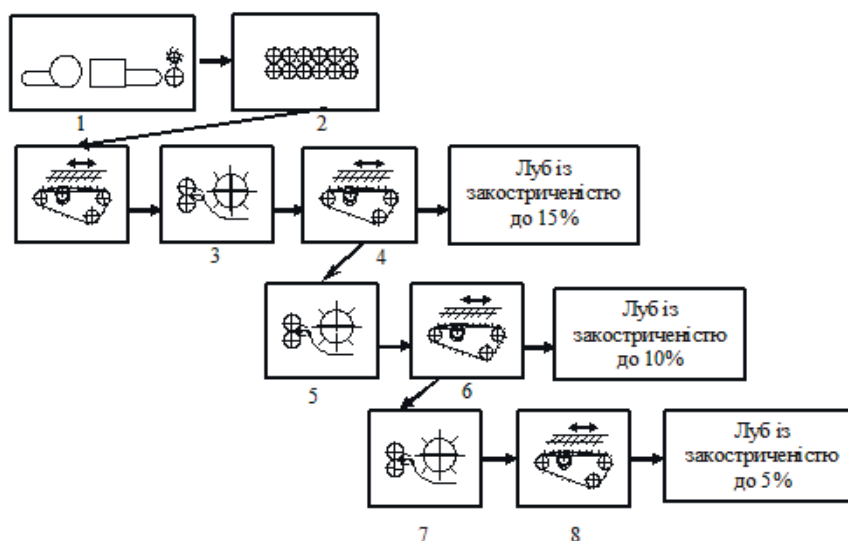 1
2
Луб із
закостриченістю
до 15%
3
4
Луб із
закостриченістю
до 10%
5
6
Луб із
закостриченістю
до 5%
7
8